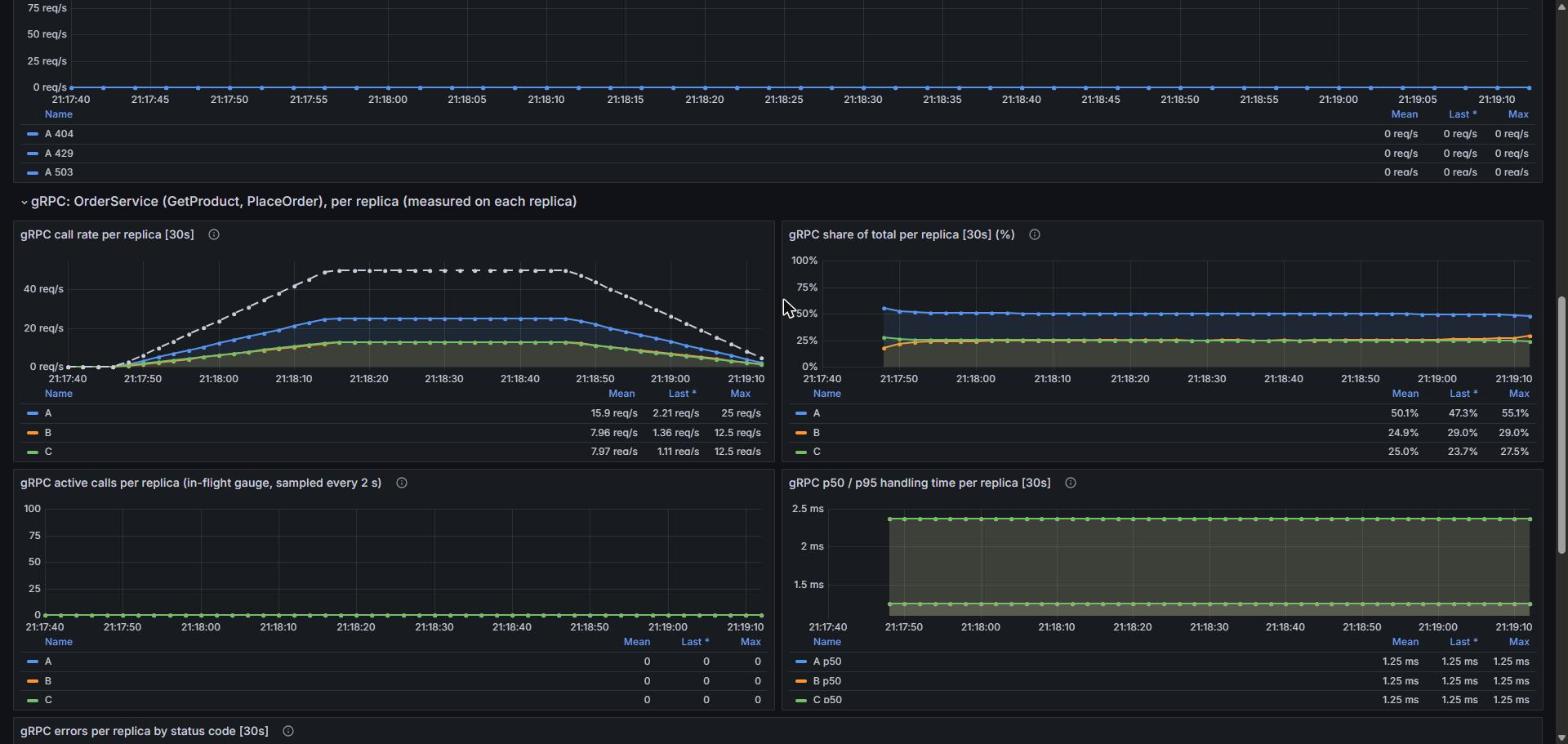 75 req/s
50 req/s
25 req/s
0 req/s
21:17:40 21:17:45 21:17:50 21:17:55 21:18:00 21:18:05 21:18:10 21:18:15 21:18:20 21:18:25 21:18:30 21:18:35 21:18:40 21:18:45 21:18:50 21:18:55 21:19:00 21:19:05 21:19:10
Name Mean Last * Max
A 404 0 req/s 0 req/s 0 req/s
A 429 0 req/s 0 req/s 0 req/s
A 503 0 req/s 0 req/s 0 req/s
gRPC: OrderService (GetProduct, PlaceOrder), per replica (measured on each replica)
gRPC call rate per replica [30s]
40 req/s
20 req/s
0 req/s
21:17:40 21:17:50 21:18:00 21:18:10 21:18:20 21:18:30 21:18:40 21:18:50 21:19:00 21:19:10
Name Mean Last * Max
A 15.9 req/s 2.21 req/s 25 req/s
B 7.96 req/s 1.36 req/s 12.5 req/s
C 7.97 req/s 1.11 req/s 12.5 req/s
gRPC share of total per replica [30s] (%)
100%
75%
50%
25%
0%
21:17:40 21:17:50 21:18:00 21:18:10 21:18:20 21:18:30 21:18:40 21:18:50 21:19:00 21:19:10
Name Mean Last * Max
A 50.1% 47.3% 55.1%
B 24.9% 29.0% 29.0%
C 25.0% 23.7% 27.5%
gRPC active calls per replica (in-flight gauge, sampled every 2 s)
100
75
50
25
0
21:17:40 21:17:50 21:18:00 21:18:10 21:18:20 21:18:30 21:18:40 21:18:50 21:19:00 21:19:10
Name Mean Last * Max
A 0 0 0
B 0 0 0
C 0 0 0
gRPC p50 / p95 handling time per replica [30s]
2.5 ms
2 ms
1.5 ms
21:17:40 21:17:50 21:18:00 21:18:10 21:18:20 21:18:30 21:18:40 21:18:50 21:19:00 21:19:10
Name Mean Last * Max
A p50 1.25 ms 1.25 ms 1.25 ms
B p50 1.25 ms 1.25 ms 1.25 ms
C p50 1.25 ms 1.25 ms 1.25 ms
gRPC errors per replica by status code [30s]